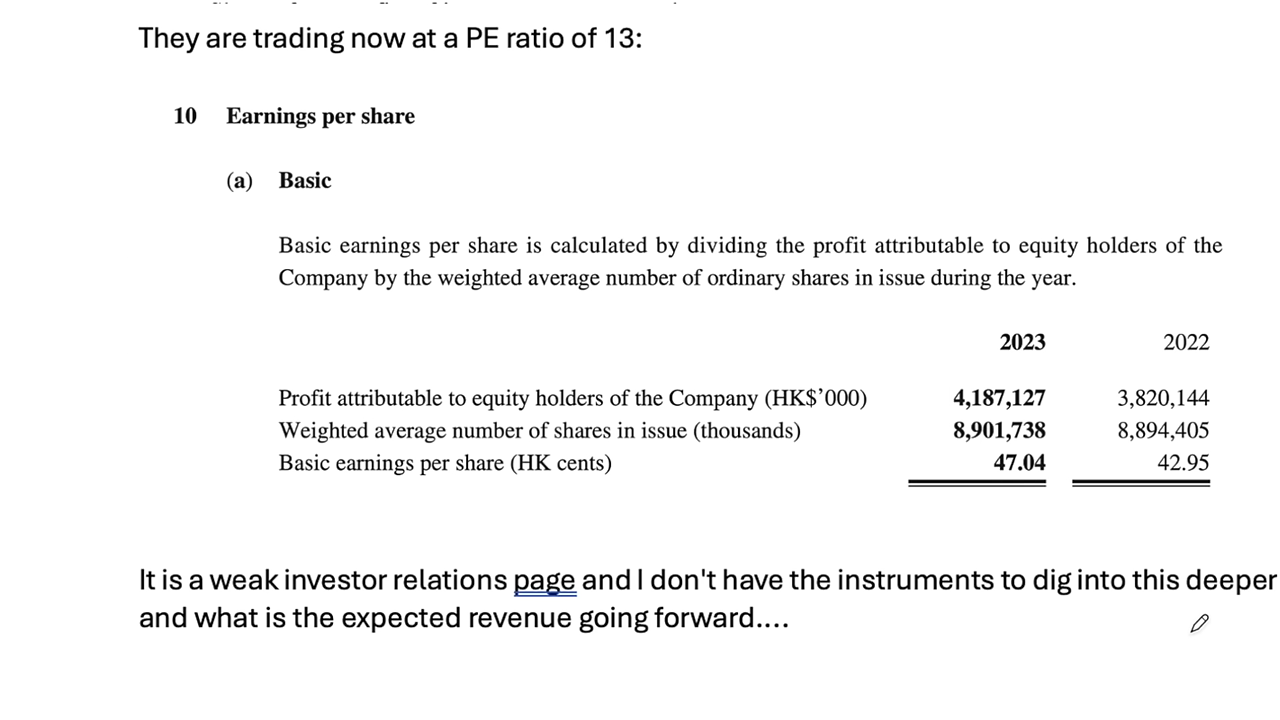 They are trading now at a PE ratio of 13:
10 Earnings per share
(a) Basic
Basic earnings per share is calculated by dividing the profit attributable to equity holders of the
Company by the weighted average number of ordinary shares in issue during the year.
2023 2022
Profit attributable to equity holders of the Company (HK$’000) 4,187,127 3,820,144
Weighted average number of shares in issue (thousands) 8,901,738 8,894,405
Basic earnings per share (HK cents) 47.04 42.95
It is a weak investor relations page and I don't have the instruments to dig into this deeper
and what is the expected revenue going forward....